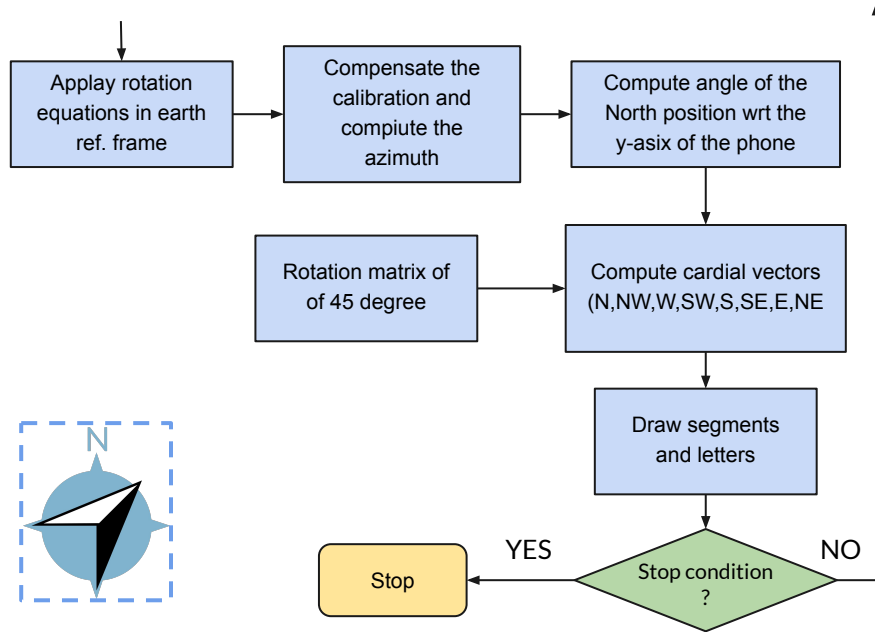 Applay rotation
equations in earth
ref. frame
Compensate the
calibration and
compiute the
azimuth
Compute angle of the
North position wrt the
y-asix of the phone
Rotation matrix of
of 45 degree
Compute cardial vectors
(N,NW,W,SW,S,SE,E,NE
Draw segments
and letters
N
YES
NO
Stop
Stop condition
?